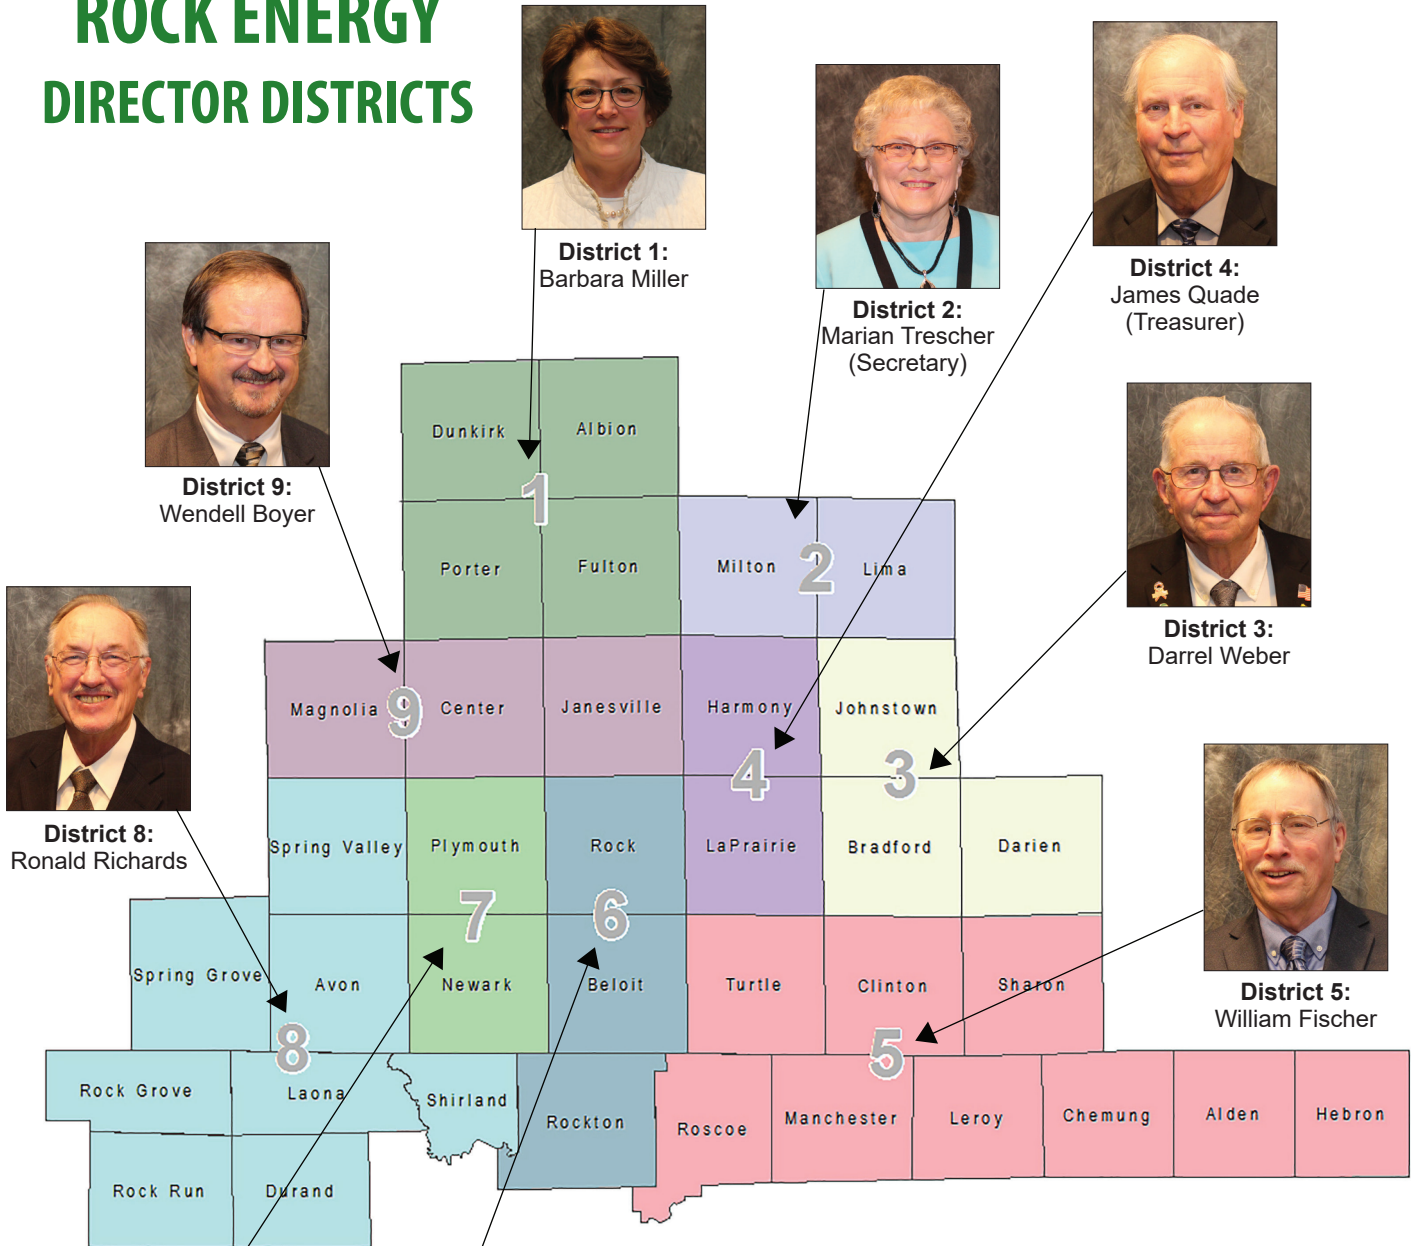 ROCK ENERGY
DIRECTOR DISTRICTS
District 1:
Barbara Miller
District 2:
Marian Trescher
(Secretary)
District 4:
James Quade
(Treasurer)
District 9:
Wendell Boyer
District 3:
Darrel Weber
District 8:
Ronald Richards
District 5:
William Fischer
Dunkirk Albion
1
Porter Fulton Milton 2 Lima
Magnolia 9 Center Janesville Harmony Johnstown
4 3
Spring Valley Plymouth Rock LaPrairie Bradford Darien
7 6
Spring Grove Avon Newark Beloit Turtle Clinton Sharon
8 5
Rock Grove Laona Shirland Rockton Roscoe Manchester Leroy Chemung Alden Hebron
Rock Run Durand